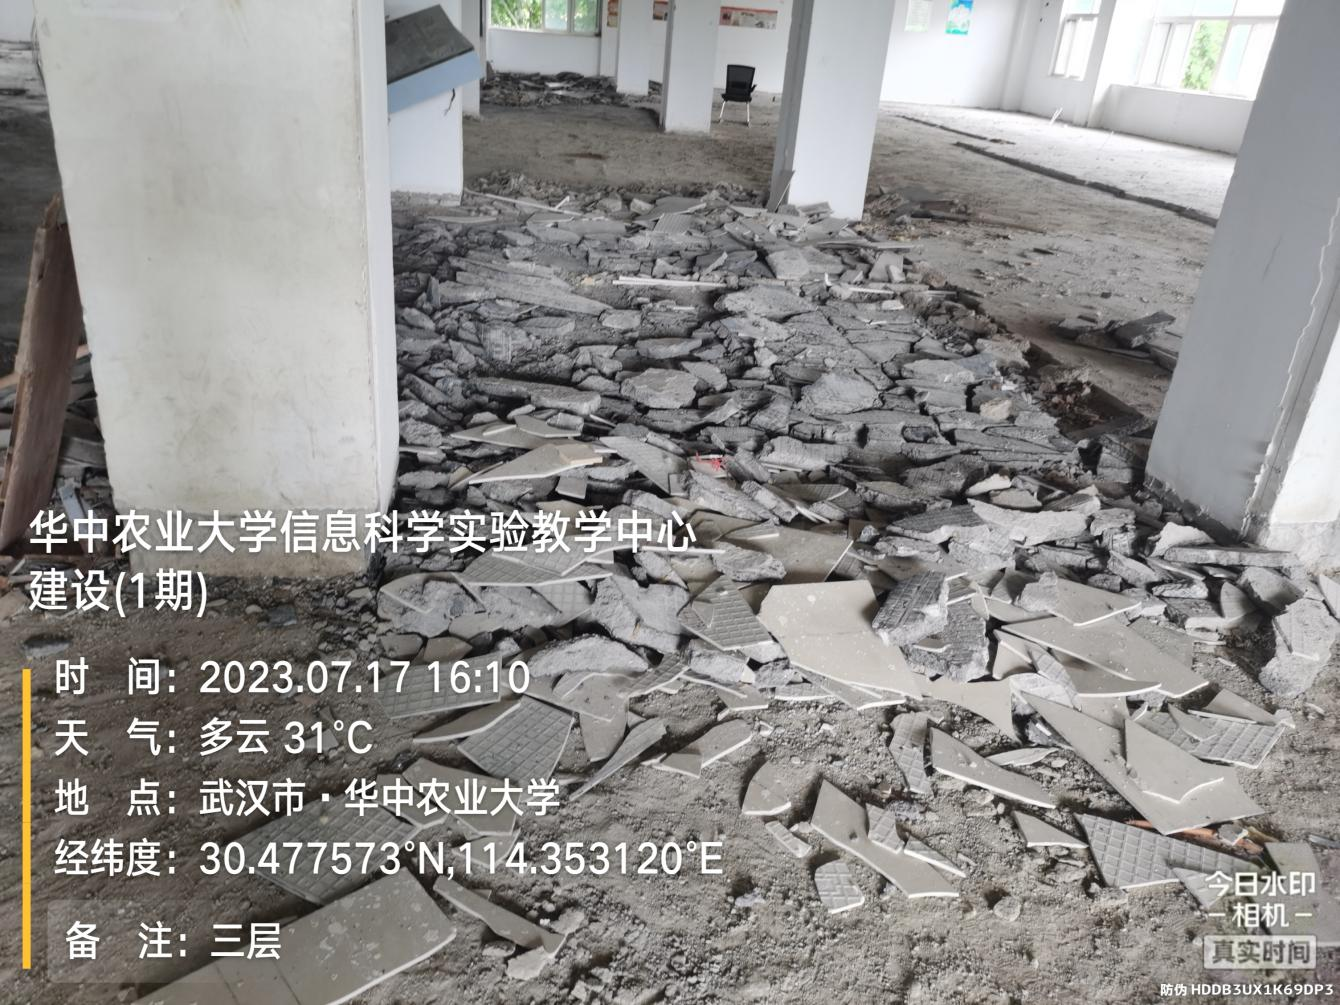 华中农业大学信息科学实验教学中心
建设(1期)
时 间：2023.07.17 16:10
天 气：多云 31℃
地 点：武汉市·华中农业大学
经纬度：30.477573°N,114.353120°E
备 注：三层
今日水印
相机
真实时间
防伪 HDDB3UX1K69DP3